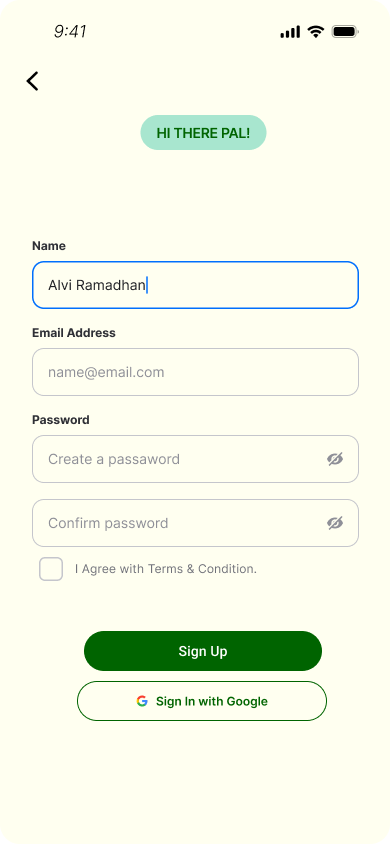 9:41
HI THERE PAL!
Name
Alvi Ramadhan
Email Address
name@email.com
Password
Create a passaword
Confirm password
I Agree with Terms & Condition.
Sign Up
Sign In with Google